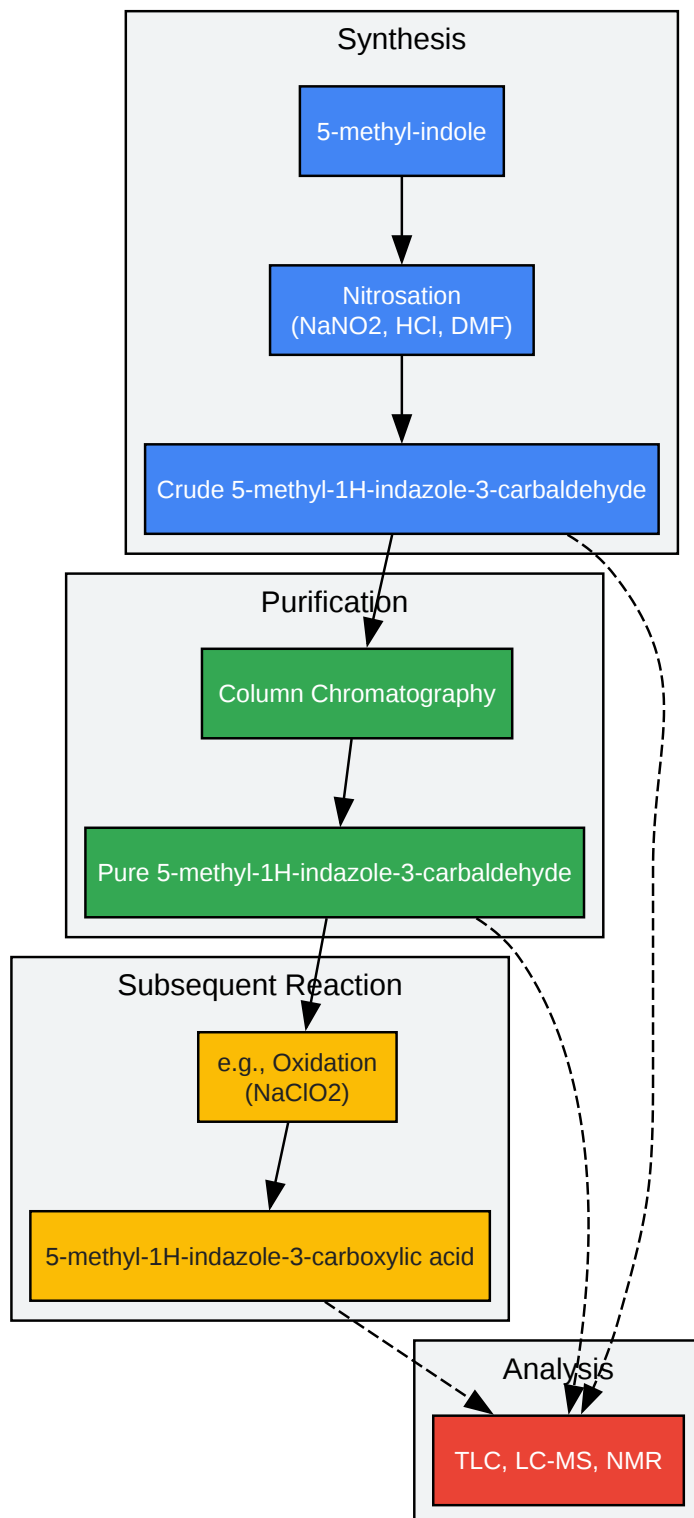 Synthesis
5-methyl-indole
Nitrosation
(NaNO2, HCl, DMF)
Crude 5-methyl-1H-indazole-3-carbaldehyde
Purification
Column Chromatography
Pure 5-methyl-1H-indazole-3-carbaldehyde
Subsequent Reaction
e.g., Oxidation
(NaClO2)
5-methyl-1H-indazole-3-carboxylic acid
Analysis
TLC, LC-MS, NMR